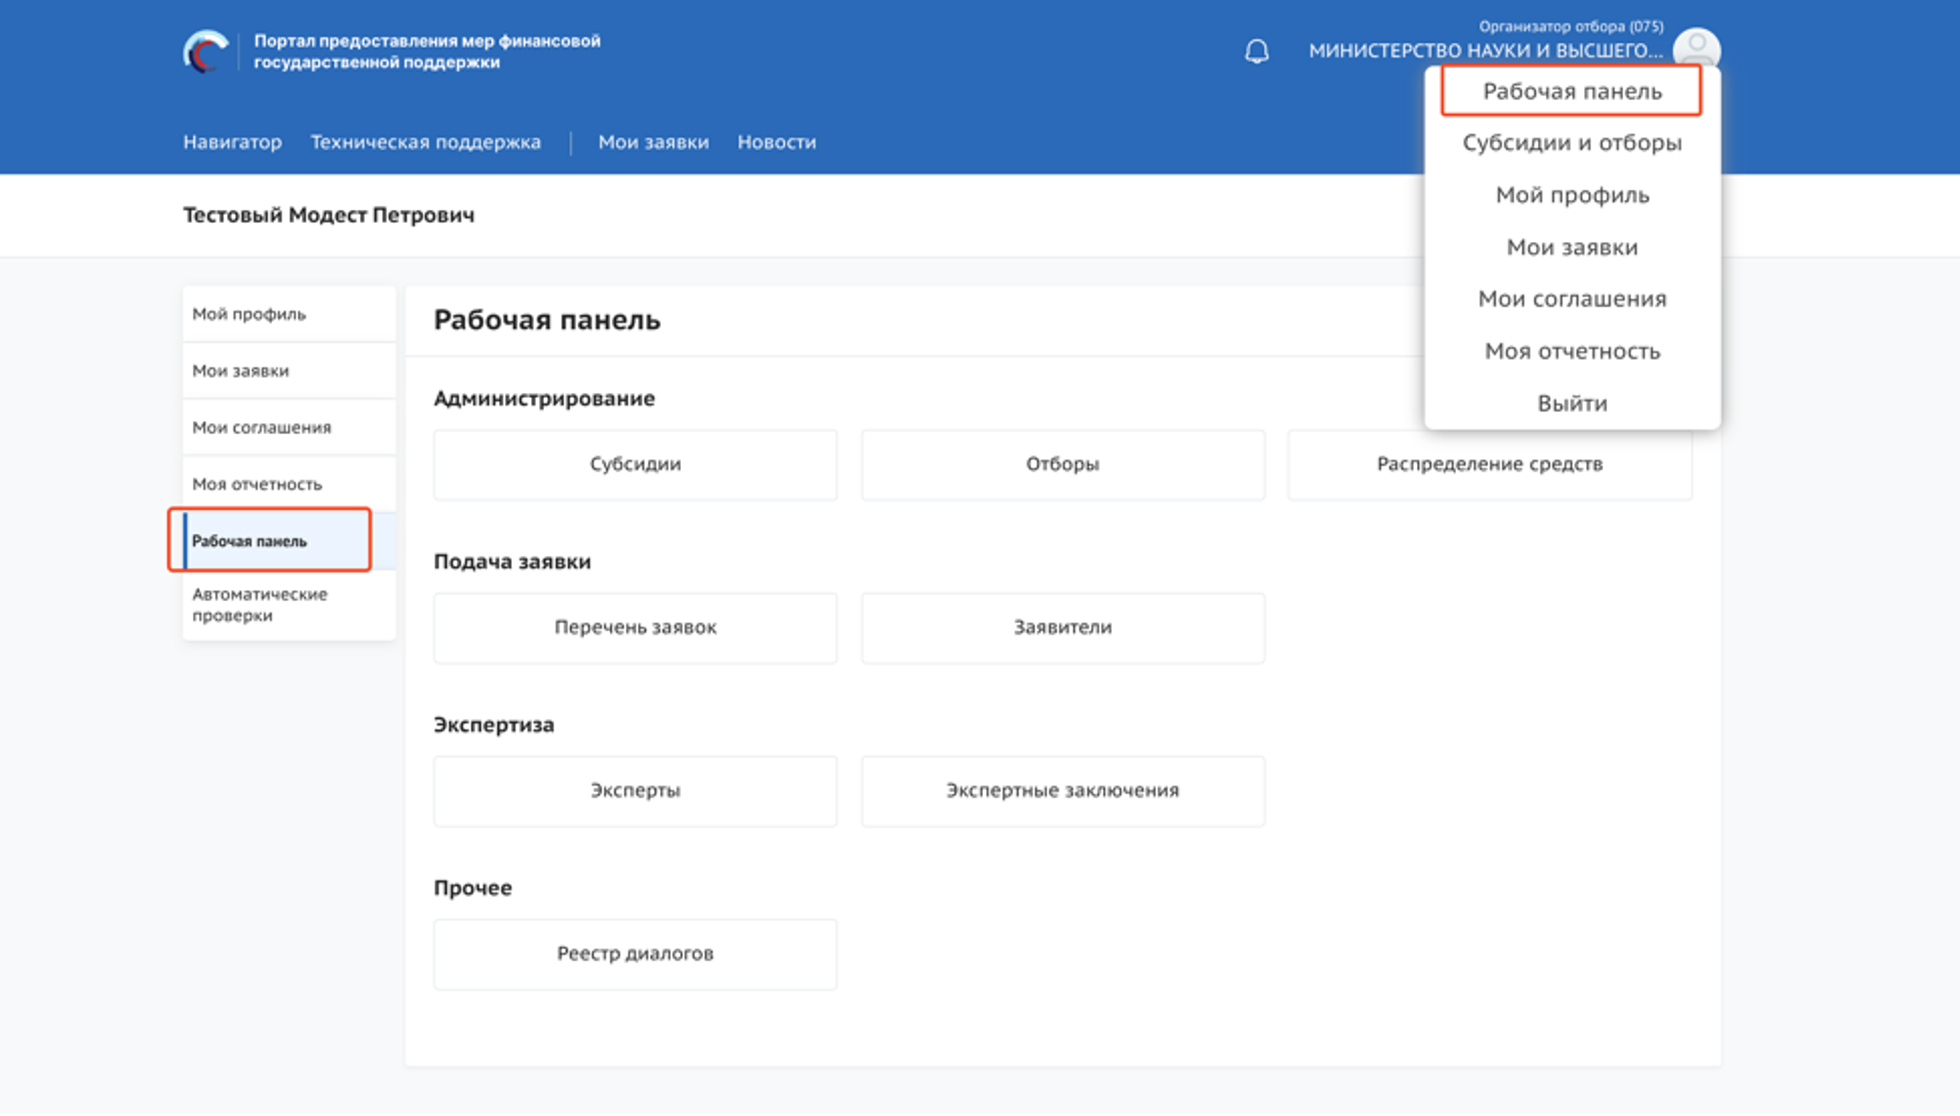 Портал предоставления мер финансовой
государственной поддержки
Организатор отбора (075)
МИНИСТЕРСТВО НАУКИ И ВЫСШЕГО...
Навигатор
Техническая поддержка
Мои заявки
Новости
Рабочая панель
Субсидии и отборы
Мой профиль
Мои заявки
Мои соглашения
Моя отчетность
Выйти
Тестовый Модест Петрович
Мой профиль
Мои заявки
Мои соглашения
Моя отчетность
Рабочая панель
Автоматические
проверки
Рабочая панель
Администрирование
Субсидии
Отборы
Распределение средств
Подача заявки
Перечень заявок
Заявители
Экспертиза
Эксперты
Экспертные заключения
Прочее
Реестр диалогов